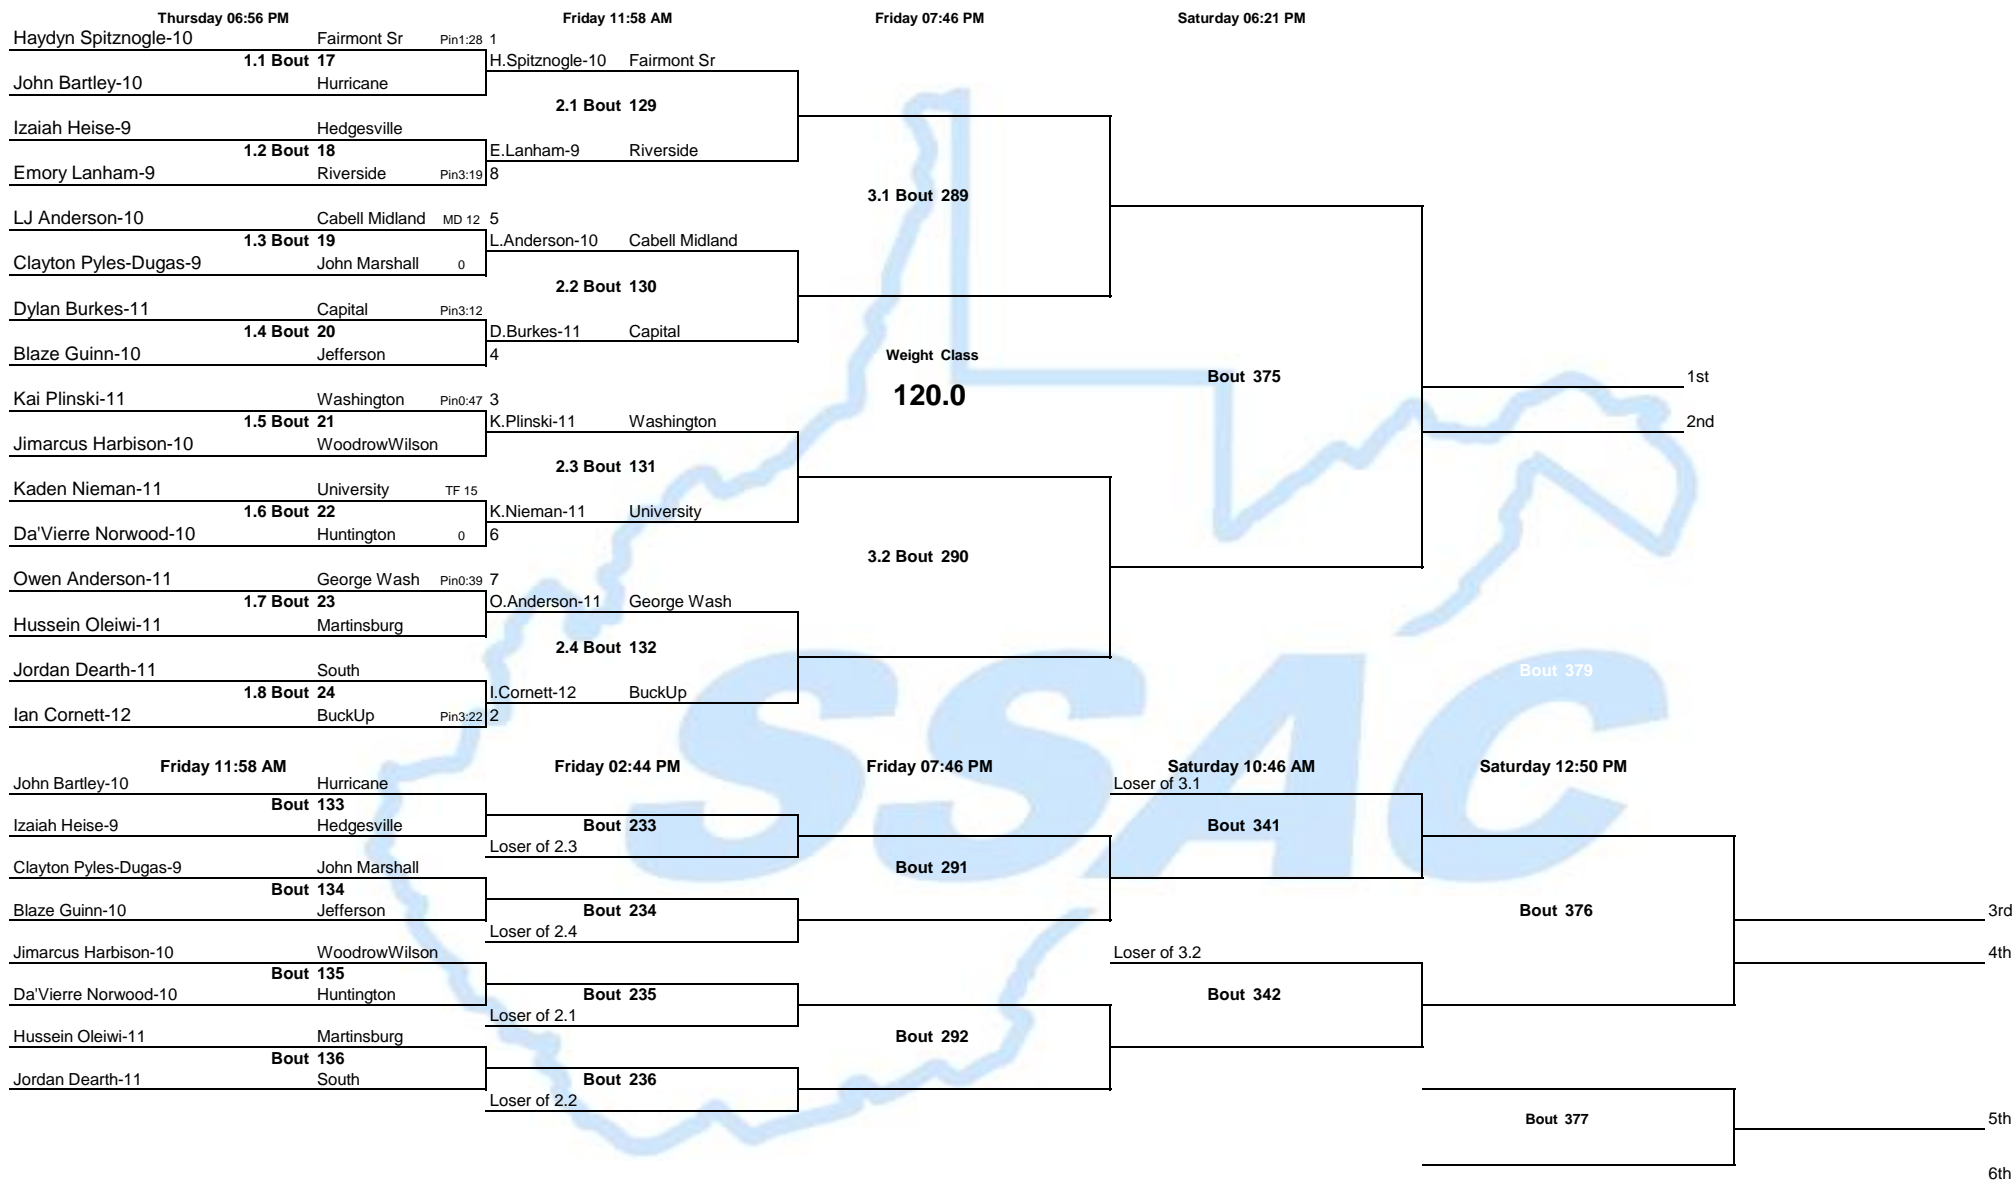 Thursday 06:56 PM Friday 11:58 AM Friday 07:46 PM Saturday 06:21 PM
Haydyn Spitznogle-10 Fairmont Sr Pin1:28 1
1.1 Bout 17 H.Spitznogle-10 Fairmont Sr
John Bartley-10 Hurricane
2.1 Bout 129
Izaiah Heise-9 Hedgesville
1.2 Bout 18 E.Lanham-9 Riverside
Emory Lanham-9 Riverside Pin3:19 8
3.1 Bout 289
LJ Anderson-10 Cabell Midland MD 12 5
1.3 Bout 19 L.Anderson-10 Cabell Midland
Clayton Pyles-Dugas-9 John Marshall 0
2.2 Bout 130
Dylan Burkes-11 Capital Pin3:12
1.4 Bout 20 D.Burkes-11 Capital
Blaze Guinn-10 Jefferson 4 Weight Class
Bout 375 1st
Kai Plinski-11 Washington Pin0:47 3 120.0
1.5 Bout 21 K.Plinski-11 Washington 2nd
Jimarcus Harbison-10 WoodrowWilson
2.3 Bout 131
Kaden Nieman-11 University TF 15
1.6 Bout 22 K.Nieman-11 University
Da'Vierre Norwood-10 Huntington 0 6
3.2 Bout 290
Owen Anderson-11 George Wash Pin0:39 7
1.7 Bout 23 O.Anderson-11 George Wash
Hussein Oleiwi-11 Martinsburg
2.4 Bout 132
Jordan Dearth-11 South Bout 379
1.8 Bout 24 I.Cornett-12 BuckUp
Ian Cornett-12 BuckUp Pin3:22 2
SSAC
Friday 11:58 AM Friday 02:44 PM Friday 07:46 PM Saturday 10:46 AM Saturday 12:50 PM
John Bartley-10 Hurricane Loser of 3.1
Bout 133
Izaiah Heise-9 Hedgesville Bout 233 Bout 341
Loser of 2.3
Clayton Pyles-Dugas-9 John Marshall Bout 291
Bout 134
Blaze Guinn-10 Jefferson Bout 234 Bout 376 3rd
Loser of 2.4
Jimarcus Harbison-10 WoodrowWilson Loser of 3.2 4th
Bout 135
Da'Vierre Norwood-10 Huntington Bout 235 Bout 342
Loser of 2.1
Hussein Oleiwi-11 Martinsburg Bout 292
Bout 136
Jordan Dearth-11 South Bout 236
Loser of 2.2
Bout 377 5th
6th